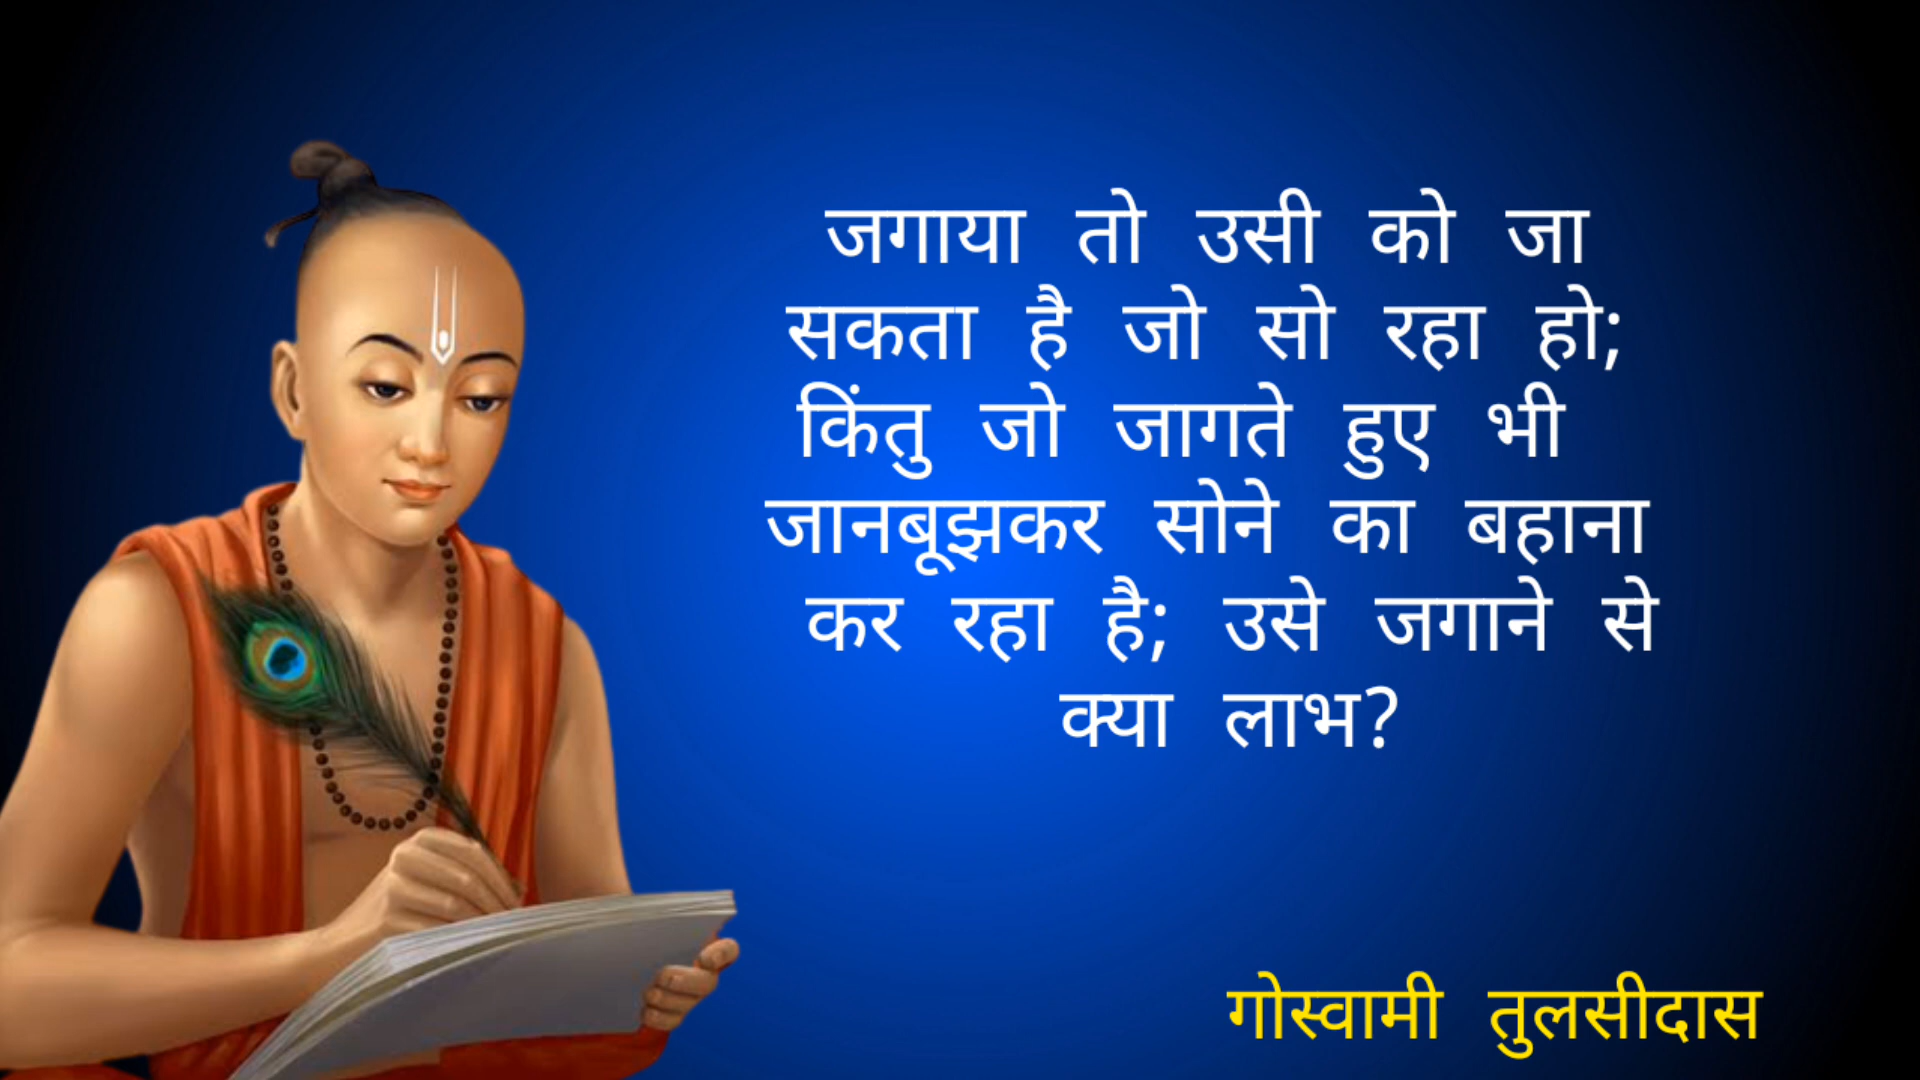 जगाया तो उसी को जा
सकता है जो सो रहा हो;
किंतु जो जागते हुए भी
जानबूझकर सोने का बहाना
कर रहा है; उसे जगाने से
क्या लाभ?
गोस्वामी तुलसीदास